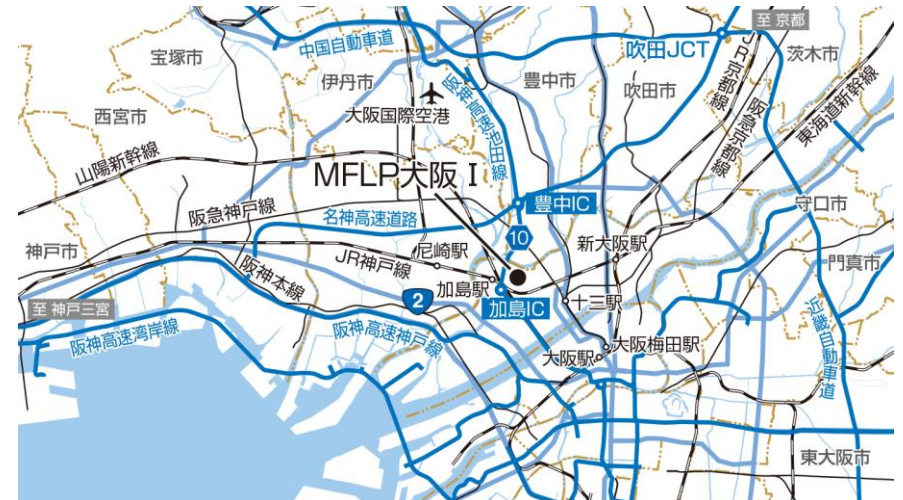 至 京都
中国自動車道
吹田JCT
宝塚市
伊丹市
豊中市
茨木市
JR京都線
吹田市
阪神高速池田線
阪急京都線
東海道新幹線
西宮市
大阪国際空港
山陽新幹線
MFLP大阪Ⅰ
豊中IC
守口市
阪急神戸線
名神高速道路
10
新大阪駅
神戸市
尼崎駅
JR神戸線
門真市
阪神本線
加島駅
2
加島IC
十三駅
至 神戸三宮
阪神高速湾岸線
阪神高速神戸線
大阪梅田駅
大阪駅
近畿自動車道
東大阪市